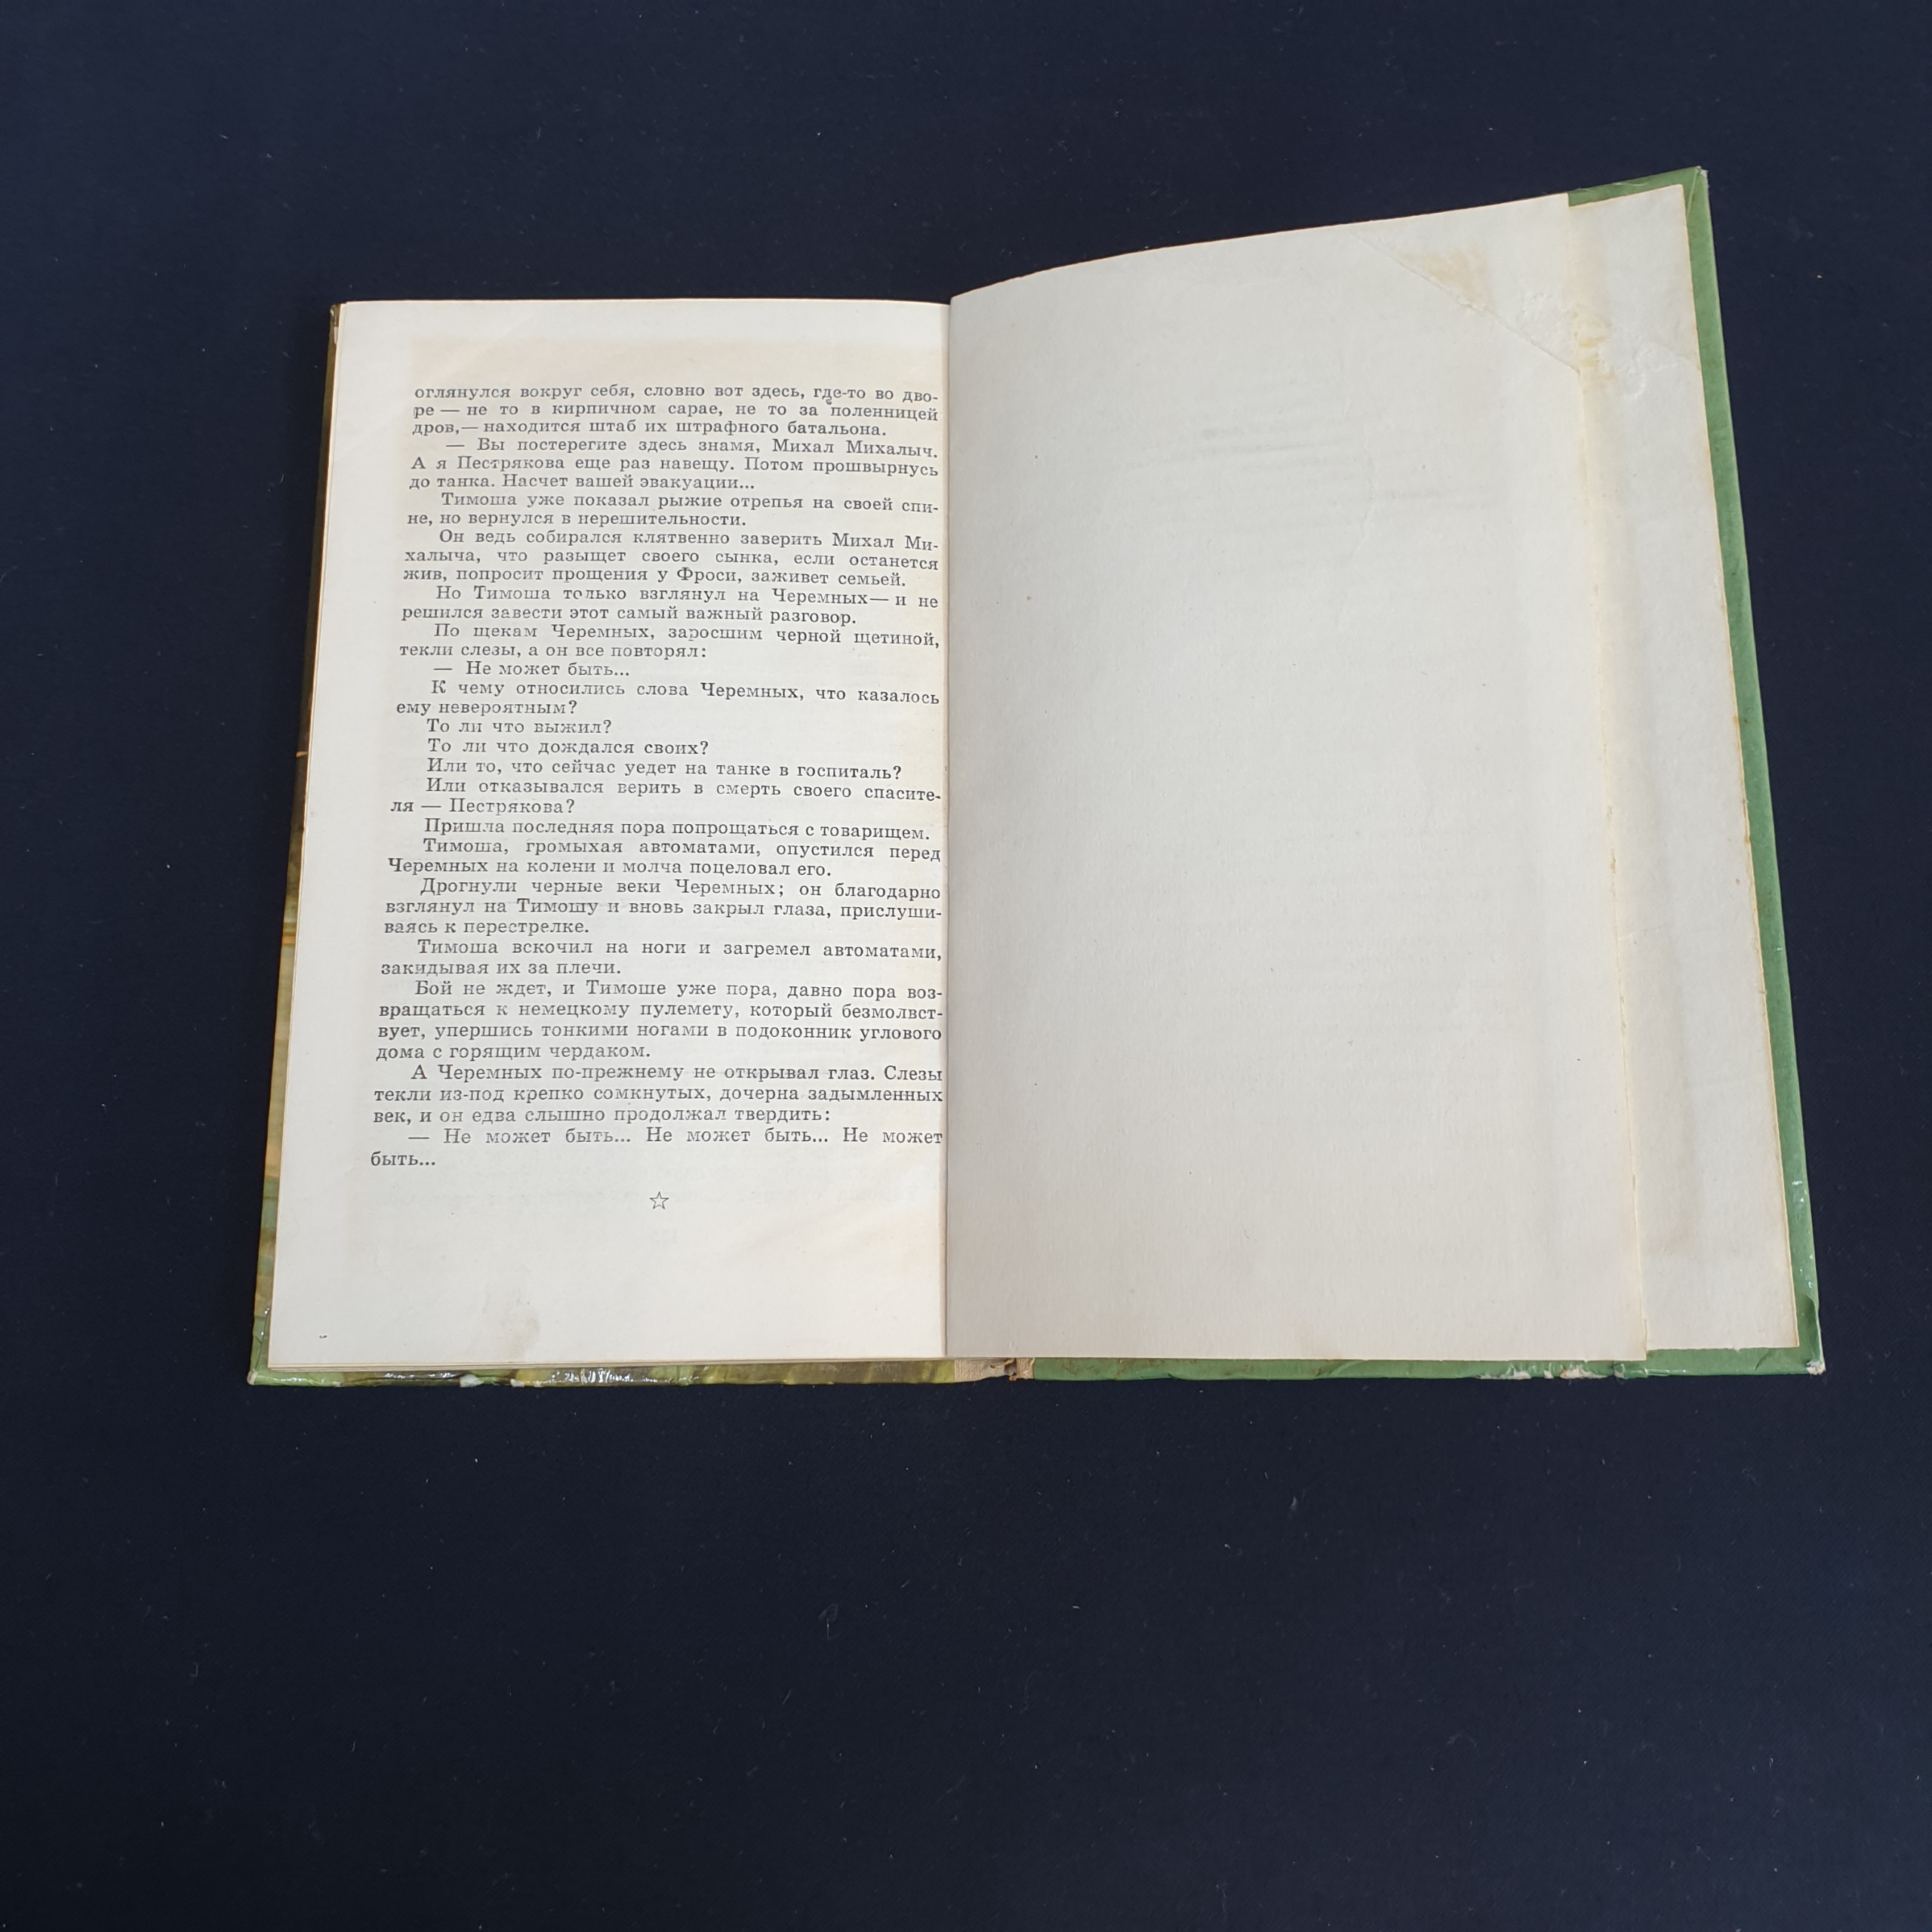 оглянулся вокруг себя, словно вот здесь, где-то во дво-
ре — не то в кирпичном сарае, не то за поленницей
дров,— находится штаб их штрафного батальона.
— Вы постерегите здесь знамя, Михал Михалыч.
А я Пестрякова еще раз навещу. Потом прошвырнусь
до танка. Насчет вашей эвакуации...
Тимоша уже показал рыжие отрепья на своей спи-
не, но вернулся в нерешительности.
Он ведь собирался клятвенно заверить Михал Ми-
халыча, что разыщет своего сынка, если останется
жив, попросит прощения у Фроси, заживет семьей.
Но Тимоша только взглянул на Черемных— и не
решился завести этот самый важный разговор.
По щекам Черемных, заросшим черной щетиной,
текли слезы, а он все повторял:
— Не может быть...
К чему относились слова Черемных, что казалось
ему невероятным?
То ли что выжил?
То ли что дождался своих?
Или то, что сейчас уедет на танке в госпиталь?
Или отказывался верить в смерть своего спасите-
ля — Пестрякова?
Пришла последняя пора попрощаться с товарищем.
Тимоша, громыхая автоматами, опустился перед
Черемных на колени и молча поцеловал его.
Дрогнули черные веки Черемных; он благодарно
взглянул на Тимошу и вновь закрыл глаза, прислуши-
ваясь к перестрелке.
Тимоша вскочил на ноги и загремел автоматами,
закидывая их за плечи.
Бой не ждет, и Тимоше уже пора, давно пора воз-
вращаться к немецкому пулемету, который безмолвст-
вует, упершись тонкими ногами в подоконник углового
дома с горящим чердаком.
А Черемных по-прежнему не открывал глаз. Слезы
текли из-под крепко сомкнутых, дочерна задымленных
век, и он едва слышно продолжал твердить:
— Не может быть... Не может быть... Не может
быть...